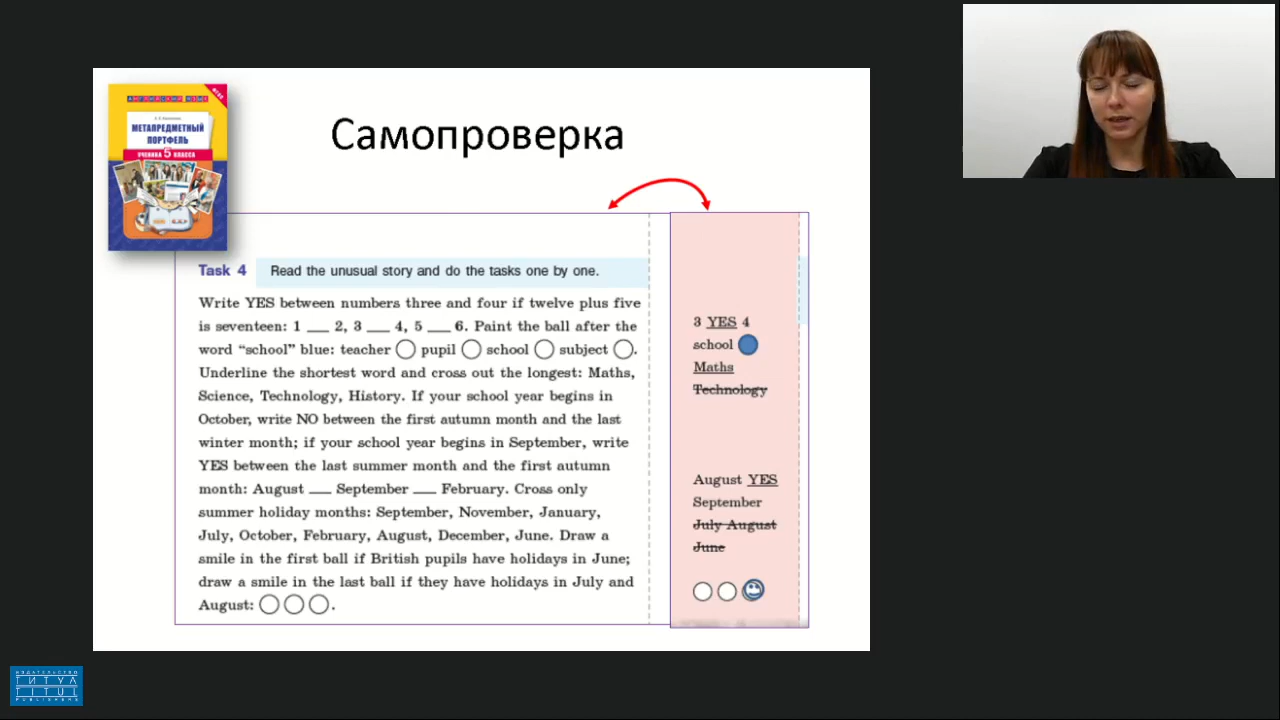 Самопроверка
ФГОС
АНГЛИЙСКИЙ ЯЗЫК
МЕТАПРЕДМЕТНЫЙ
ПОРТФЕЛЬ
УЧЕНИКА 5 КЛАССА
Task 4 Read the unusual story and do the tasks one by one.
Write YES between numbers three and four if twelve plus five
is seventeen: 1 ___ 2, 3 ___ 4, 5 ___ 6. Paint the ball after the
word “school” blue: teacher ◯ pupil ◯ school ◯ subject ◯.
Underline the shortest word and cross out the longest: Maths,
Science, Technology, History. If your school year begins in
October, write NO between the first autumn month and the last
winter month; if your school year begins in September, write
YES between the last summer month and the first autumn
month: August ___ September ___ February. Cross only
summer holiday months: September, November, January,
July, October, February, August, December, June. Draw a
smile in the first ball if British pupils have holidays in June;
draw a smile in the last ball if they have holidays in July and
August: ◯◯◯.
3 YES 4
school
Maths
Technology
August YES
September
July August
June
ИЗДАТЕЛЬСТВО
ТИТУЛ
TITUL
PUBLISHERS